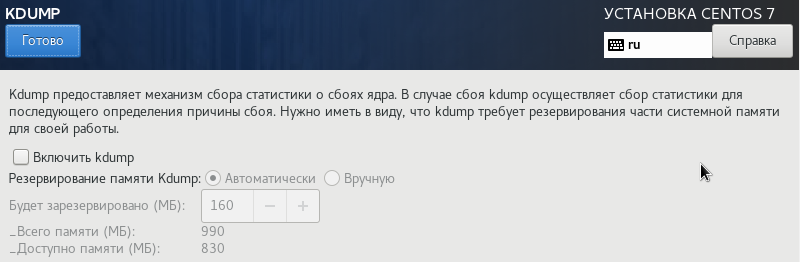 KDUMP
УСТАНОВКА CENTOS 7
Готово
ru
Справка
Kdump предоставляет механизм сбора статистики о сбоях ядра. В случае сбоя kdump осуществляет сбор статистики для
последующего определения причины сбоя. Нужно иметь в виду, что kdump требует резервирования части системной памяти
для своей работы.
Включить kdump
Резервирование памяти Kdump: Автоматически Вручную
Будет зарезервировано (МБ): 160 − +
_Всего памяти (МБ): 990
_Доступно памяти (МБ): 830